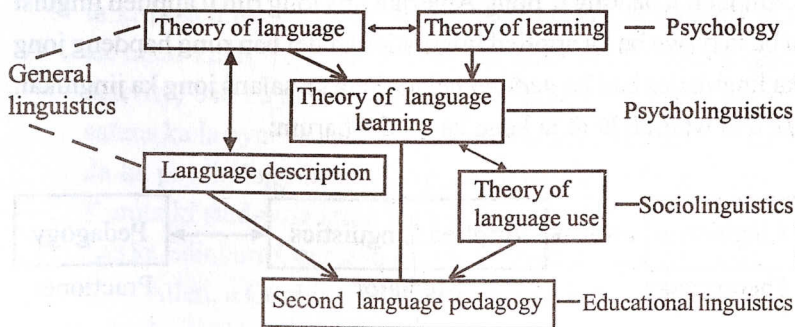 Theory of language
Theory of learning
Psychology
General
linguistics
Theory of language
learning
Psycholinguistics
Language description
Theory of
language use
Sociolinguistics
Second language pedagogy
Educational linguistics